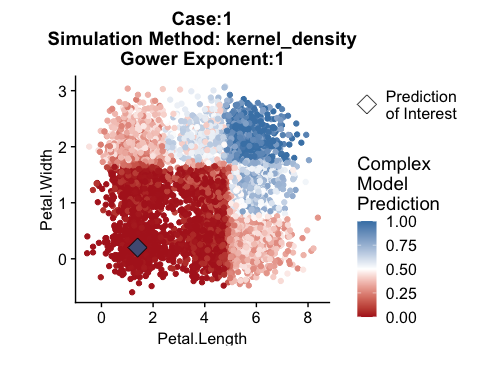 Case:1
Simulation Method: kernel_density
Gower Exponent:1
Petal.Width
3
2
1
0
0
2
4
6
8
Petal.Length
Prediction
of Interest
Complex
Model
Prediction
1.00
0.75
0.50
0.25
0.00